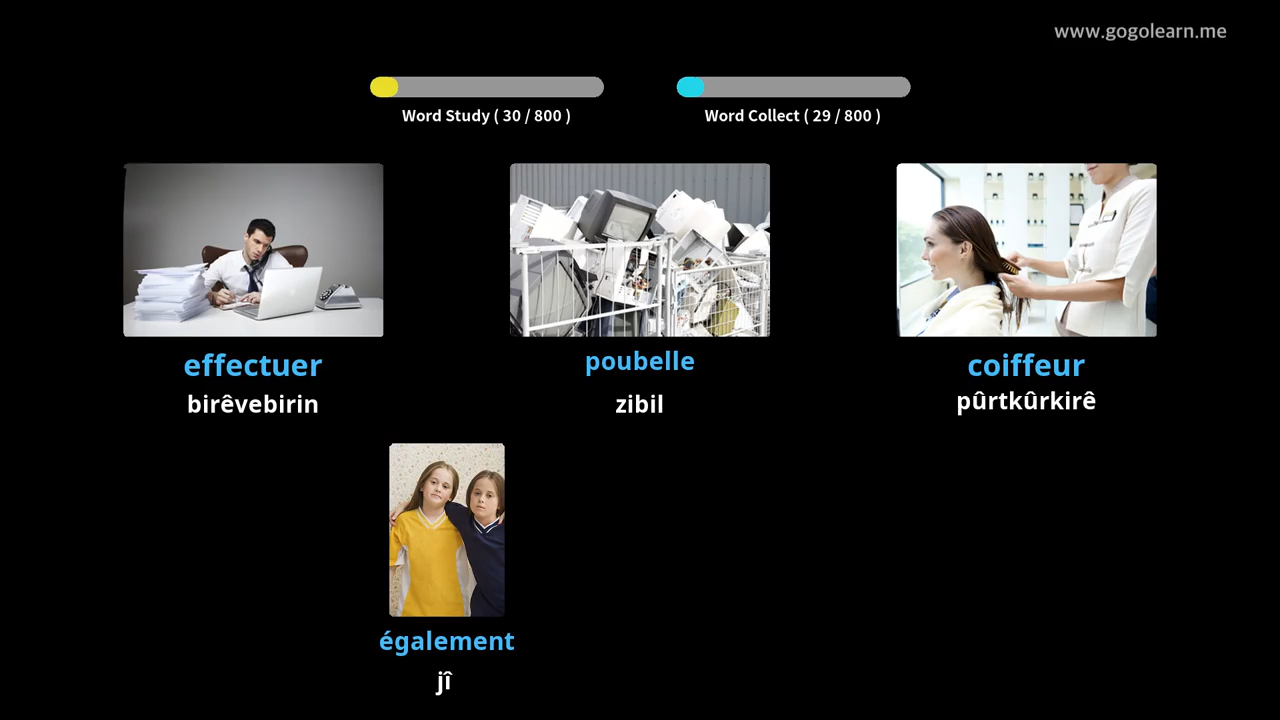 www.gogolearn.me
Word Study ( 30 / 800 )
Word Collect ( 29 / 800 )
effectuer
birêvebirin
poubelle
zibil
coiffeur
pûrtkûrkirê
également
jî